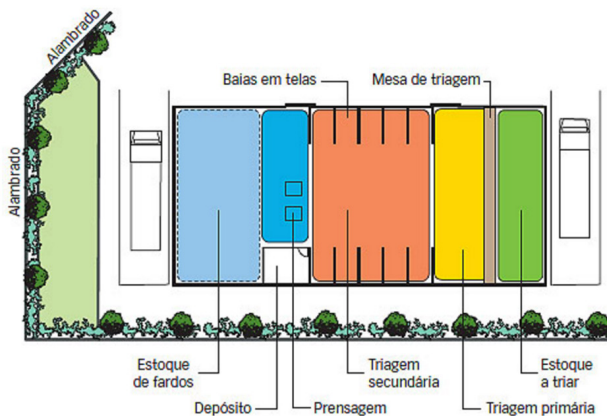 Alambrado
Alambrado
Baias em telas
Mesa de triagem
Estoque
de fardos
Triagem
secundária
Estoque
a triar
Depósito
Prensagem
Triagem primária